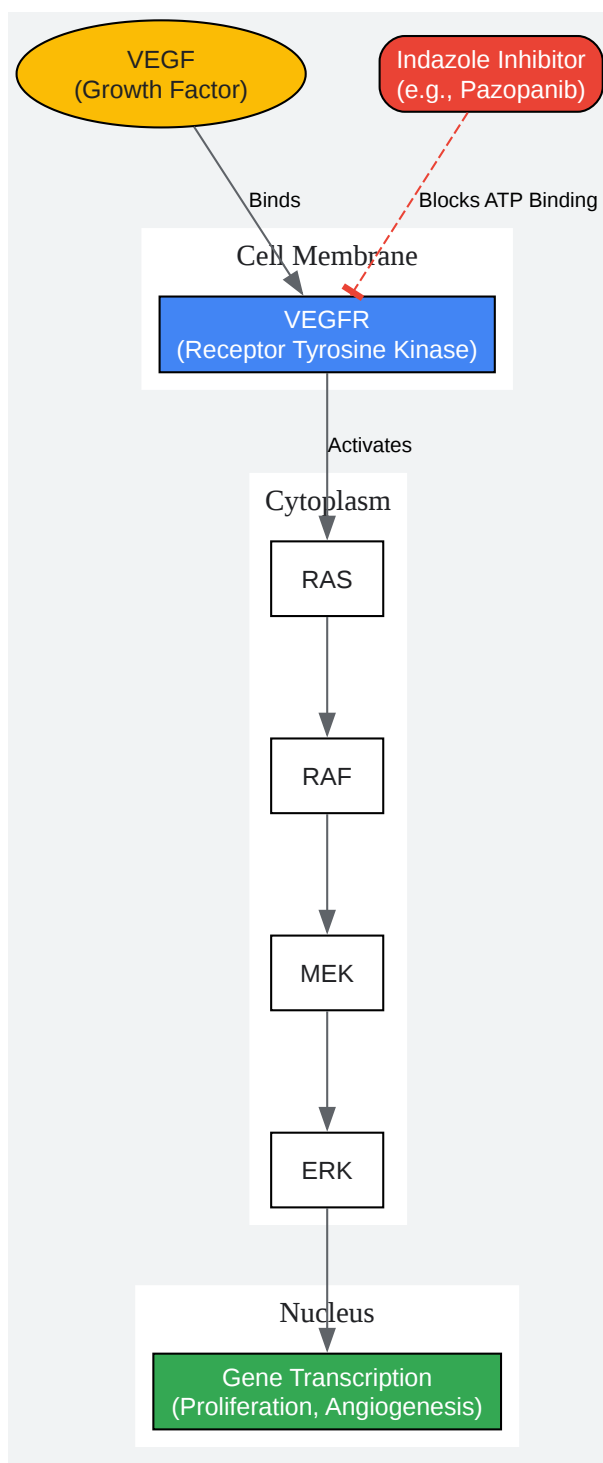 VEGF
(Growth Factor)
Indazole Inhibitor
(e.g., Pazopanib)
Binds
Blocks ATP Binding
Cell Membrane
VEGFR
(Receptor Tyrosine Kinase)
Activates
Cytoplasm
RAS
RAF
MEK
ERK
Nucleus
Gene Transcription
(Proliferation, Angiogenesis)